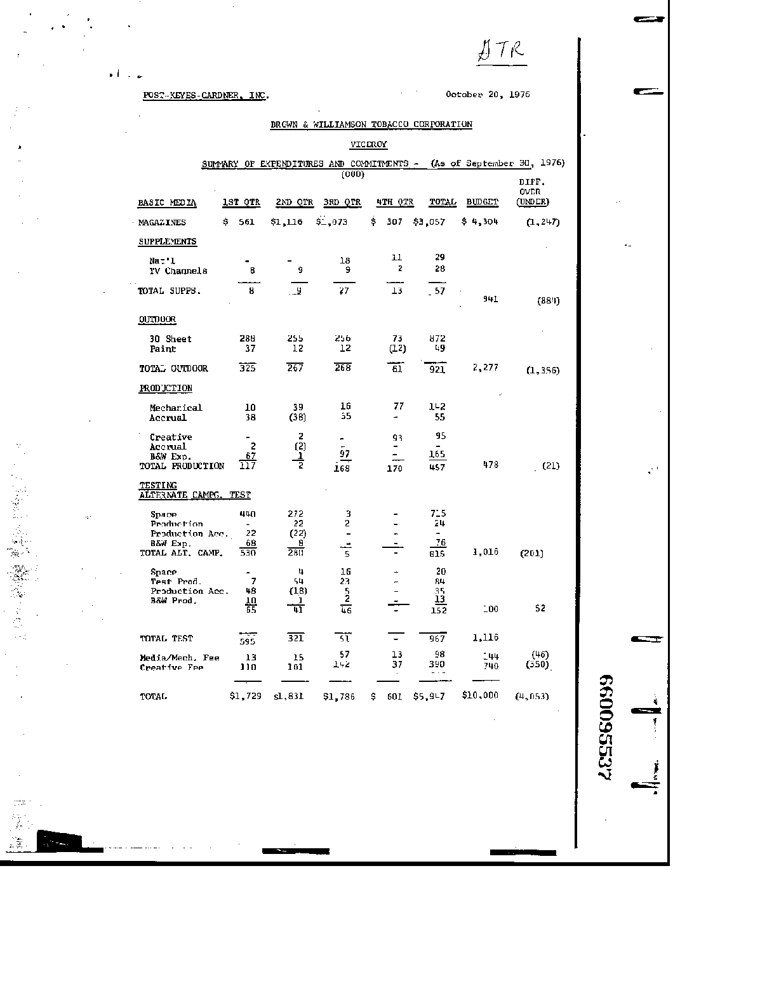 ATR
POST-KEYES-GARDNER, INC. October 20, 1976
BROWN & WILLIAMSON TOBACCO CORPORATION
VICEROY
SUMMARY OF EXPENDITURES AND COMMITMENTS - (As of September 30, 1976)
(000)
DIFF.
OVER
BASIC MEDIA 1ST QTR 2ND QTR 3RD QTR 4TH QTR TOTAL BUDGET (UNDER)
MAGAZINES $ 561 $1,116 $1,073 $ 307 $3,057 $ 4,304 (1,247)
SUPPLEMENTS
Nat'l - - 18 11 29
TV Channels 8 9 9 2 28
TOTAL SUPPS. 8 9 27 13 57
941 (884)
OUTDOOR
30 Sheet 288 255 256 73 872
Paint 37 12 12 (12) 49
TOTAL OUTDOOR 325 267 268 61 921 2,277 (1,356)
PRODUCTION
Mechanical 10 39 16 77 142
Accrual 38 (38) 55 - 55
Creative - 2 - 93 95
Accrual 2 (2) - - -
B&W Exp. 67 1 97 - 165
TOTAL PRODUCTION 117 2 168 170 457 478 (21)
TESTING
ALTERNATE CAMPG. TEST
Space 440 272 3 - 715
Production - 22 2 - 24
Production Acc. 22 (22) - - -
B&W Exp. 68 8 - - 76
TOTAL ALT. CAMP. 530 280 5 - 815 1,016 (201)
Space - 4 16 - 20
Test Prod. 7 54 23 - 84
Production Acc. 48 (18) 5 - 35
B&W Prod. 10 1 2 - 13
65 41 46 - 152 100 52
TOTAL TEST 595 321 51 - 967 1,116
Media/Mech. Fee 13 15 57 13 98 144 (46)
Creative Fee 110 101 142 37 390 740 (350)
TOTAL $1,729 $1,831 $1,786 $ 601 $5,947 $10,000 (4,053)
660095537